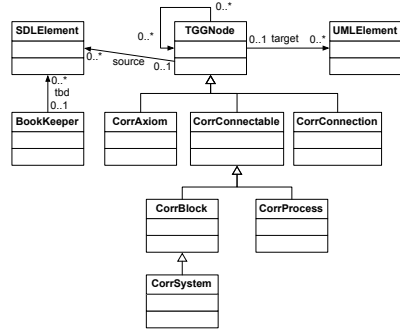 0..*
SDLElement
TGGNode
UMLElement
0..*
0..1 target 0..*
0..*
source
0..1
0..*
tbd
0..1
BookKeeper
CorrAxiom
CorrConnectable
CorrConnection
CorrBlock
CorrProcess
CorrSystem